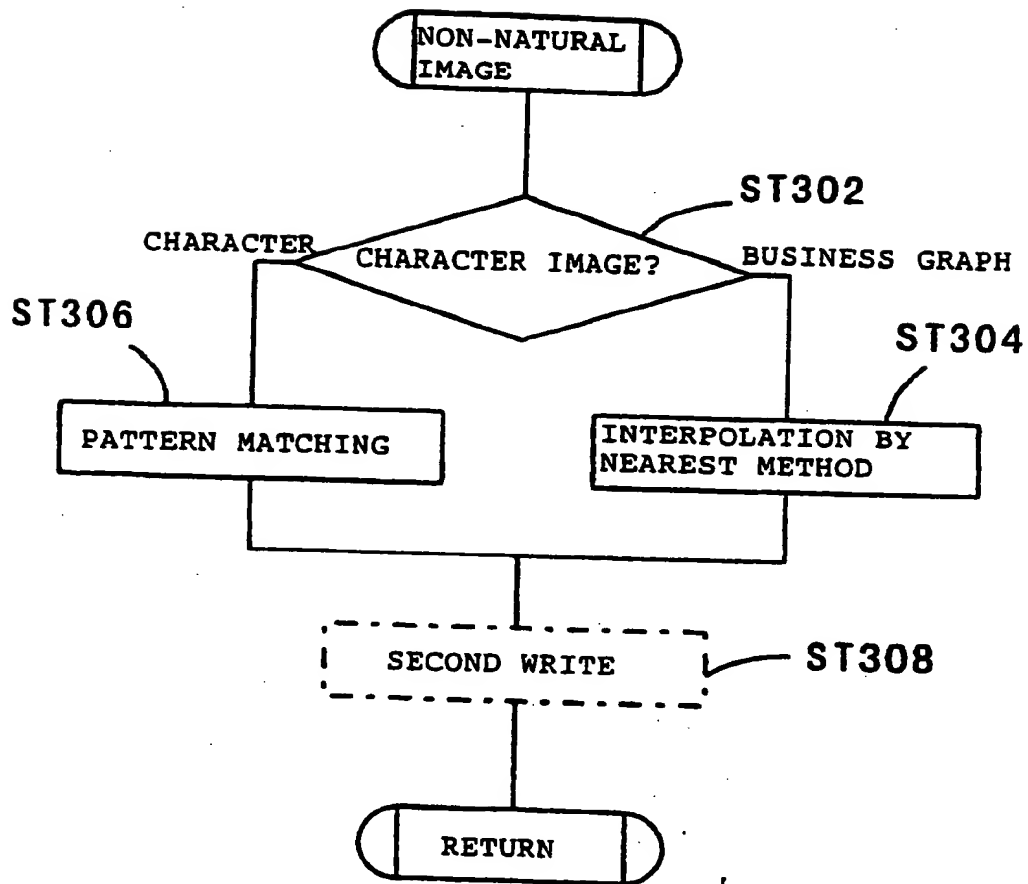 NON-NATURAL
IMAGE
ST302
CHARACTER
CHARACTER IMAGE?
BUSINESS GRAPH
ST306
ST304
PATTERN MATCHING
INTERPOLATION BY
NEAREST METHOD
SECOND WRITE
ST308
RETURN